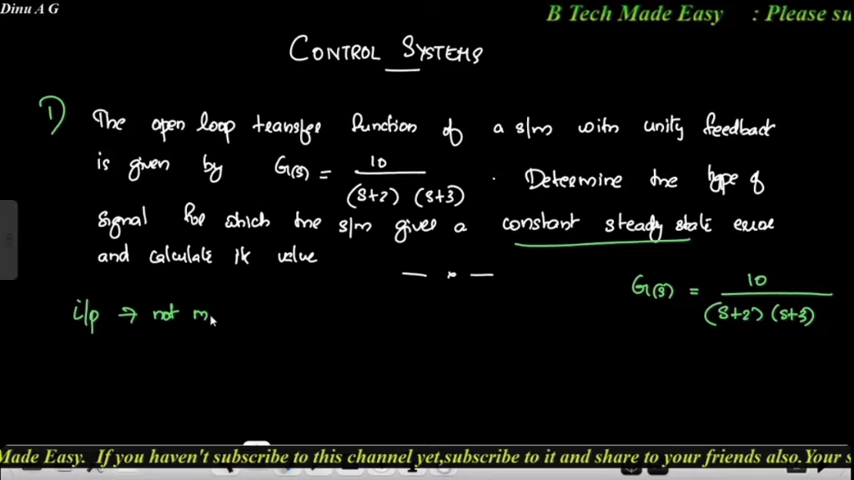 Dinu A G
B Tech Made Easy : Please su
CONTROL SYSTEMS
1) The open loop transfer function of a s/m with unity feedback
is given by G(s) = 10 / (s+2) (s+3) . Determine the type of
signal for which the s/m gives a constant steady state error
and calculate its value
G(s) = 10 / (s+2) (s+3)
i/p → not m
Made Easy. If you haven't subscribe to this channel yet,subscribe to it and share to your friends also.Your s